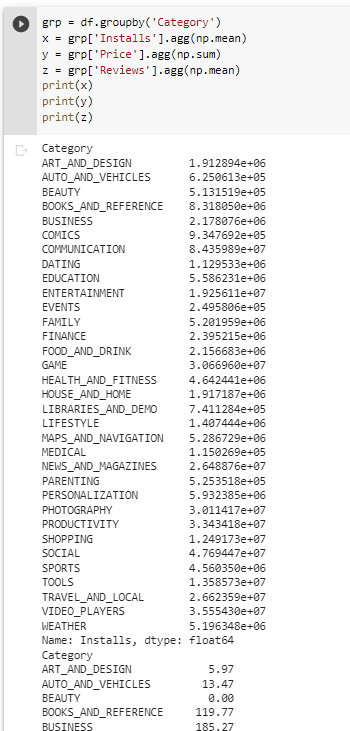 grp = df.groupby('Category')
x = grp['Installs'].agg(np.mean)
y = grp['Price'].agg(np.sum)
z = grp['Reviews'].agg(np.mean)
print(x)
print(y)
print(z)
Category
ART_AND_DESIGN 1.912894e+06
AUTO_AND_VEHICLES 6.250613e+05
BEAUTY 5.131519e+05
BOOKS_AND_REFERENCE 8.318050e+06
BUSINESS 2.178076e+06
COMICS 9.347692e+05
COMMUNICATION 8.435989e+07
DATING 1.129533e+06
EDUCATION 5.586231e+06
ENTERTAINMENT 1.925611e+07
EVENTS 2.495806e+05
FAMILY 5.201959e+06
FINANCE 2.395215e+06
FOOD_AND_DRINK 2.156683e+06
GAME 3.066960e+07
HEALTH_AND_FITNESS 4.642441e+06
HOUSE_AND_HOME 1.917187e+06
LIBRARIES_AND_DEMO 7.411284e+05
LIFESTYLE 1.407444e+06
MAPS_AND_NAVIGATION 5.286729e+06
MEDICAL 1.150269e+05
NEWS_AND_MAGAZINES 2.648876e+07
PARENTING 5.253518e+05
PERSONALIZATION 5.932385e+06
PHOTOGRAPHY 3.011417e+07
PRODUCTIVITY 3.343418e+07
SHOPPING 1.249173e+07
SOCIAL 4.769447e+07
SPORTS 4.560350e+06
TOOLS 1.358573e+07
TRAVEL_AND_LOCAL 2.662359e+07
VIDEO_PLAYERS 3.555430e+07
WEATHER 5.196348e+06
Name: Installs, dtype: float64
Category
ART_AND_DESIGN 5.97
AUTO_AND_VEHICLES 13.47
BEAUTY 0.00
BOOKS_AND_REFERENCE 119.77
BUSINESS 185.27